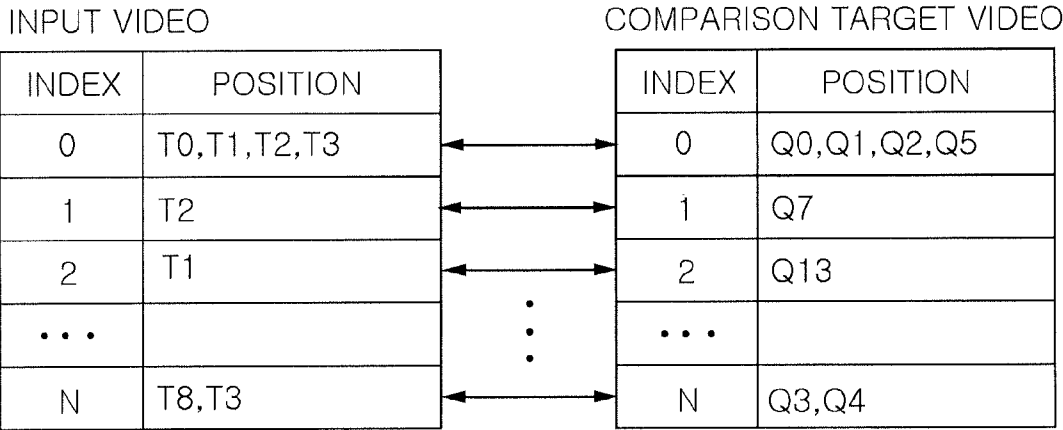 INPUT VIDEO COMPARISON TARGET VIDEO
INDEX POSITION INDEX POSITION
0 T0,T1,T2,T3 0 Q0,Q1,Q2,Q5
1 T2 1 Q7
2 T1 2 Q13
••• •••
N T8,T3 N Q3,Q4